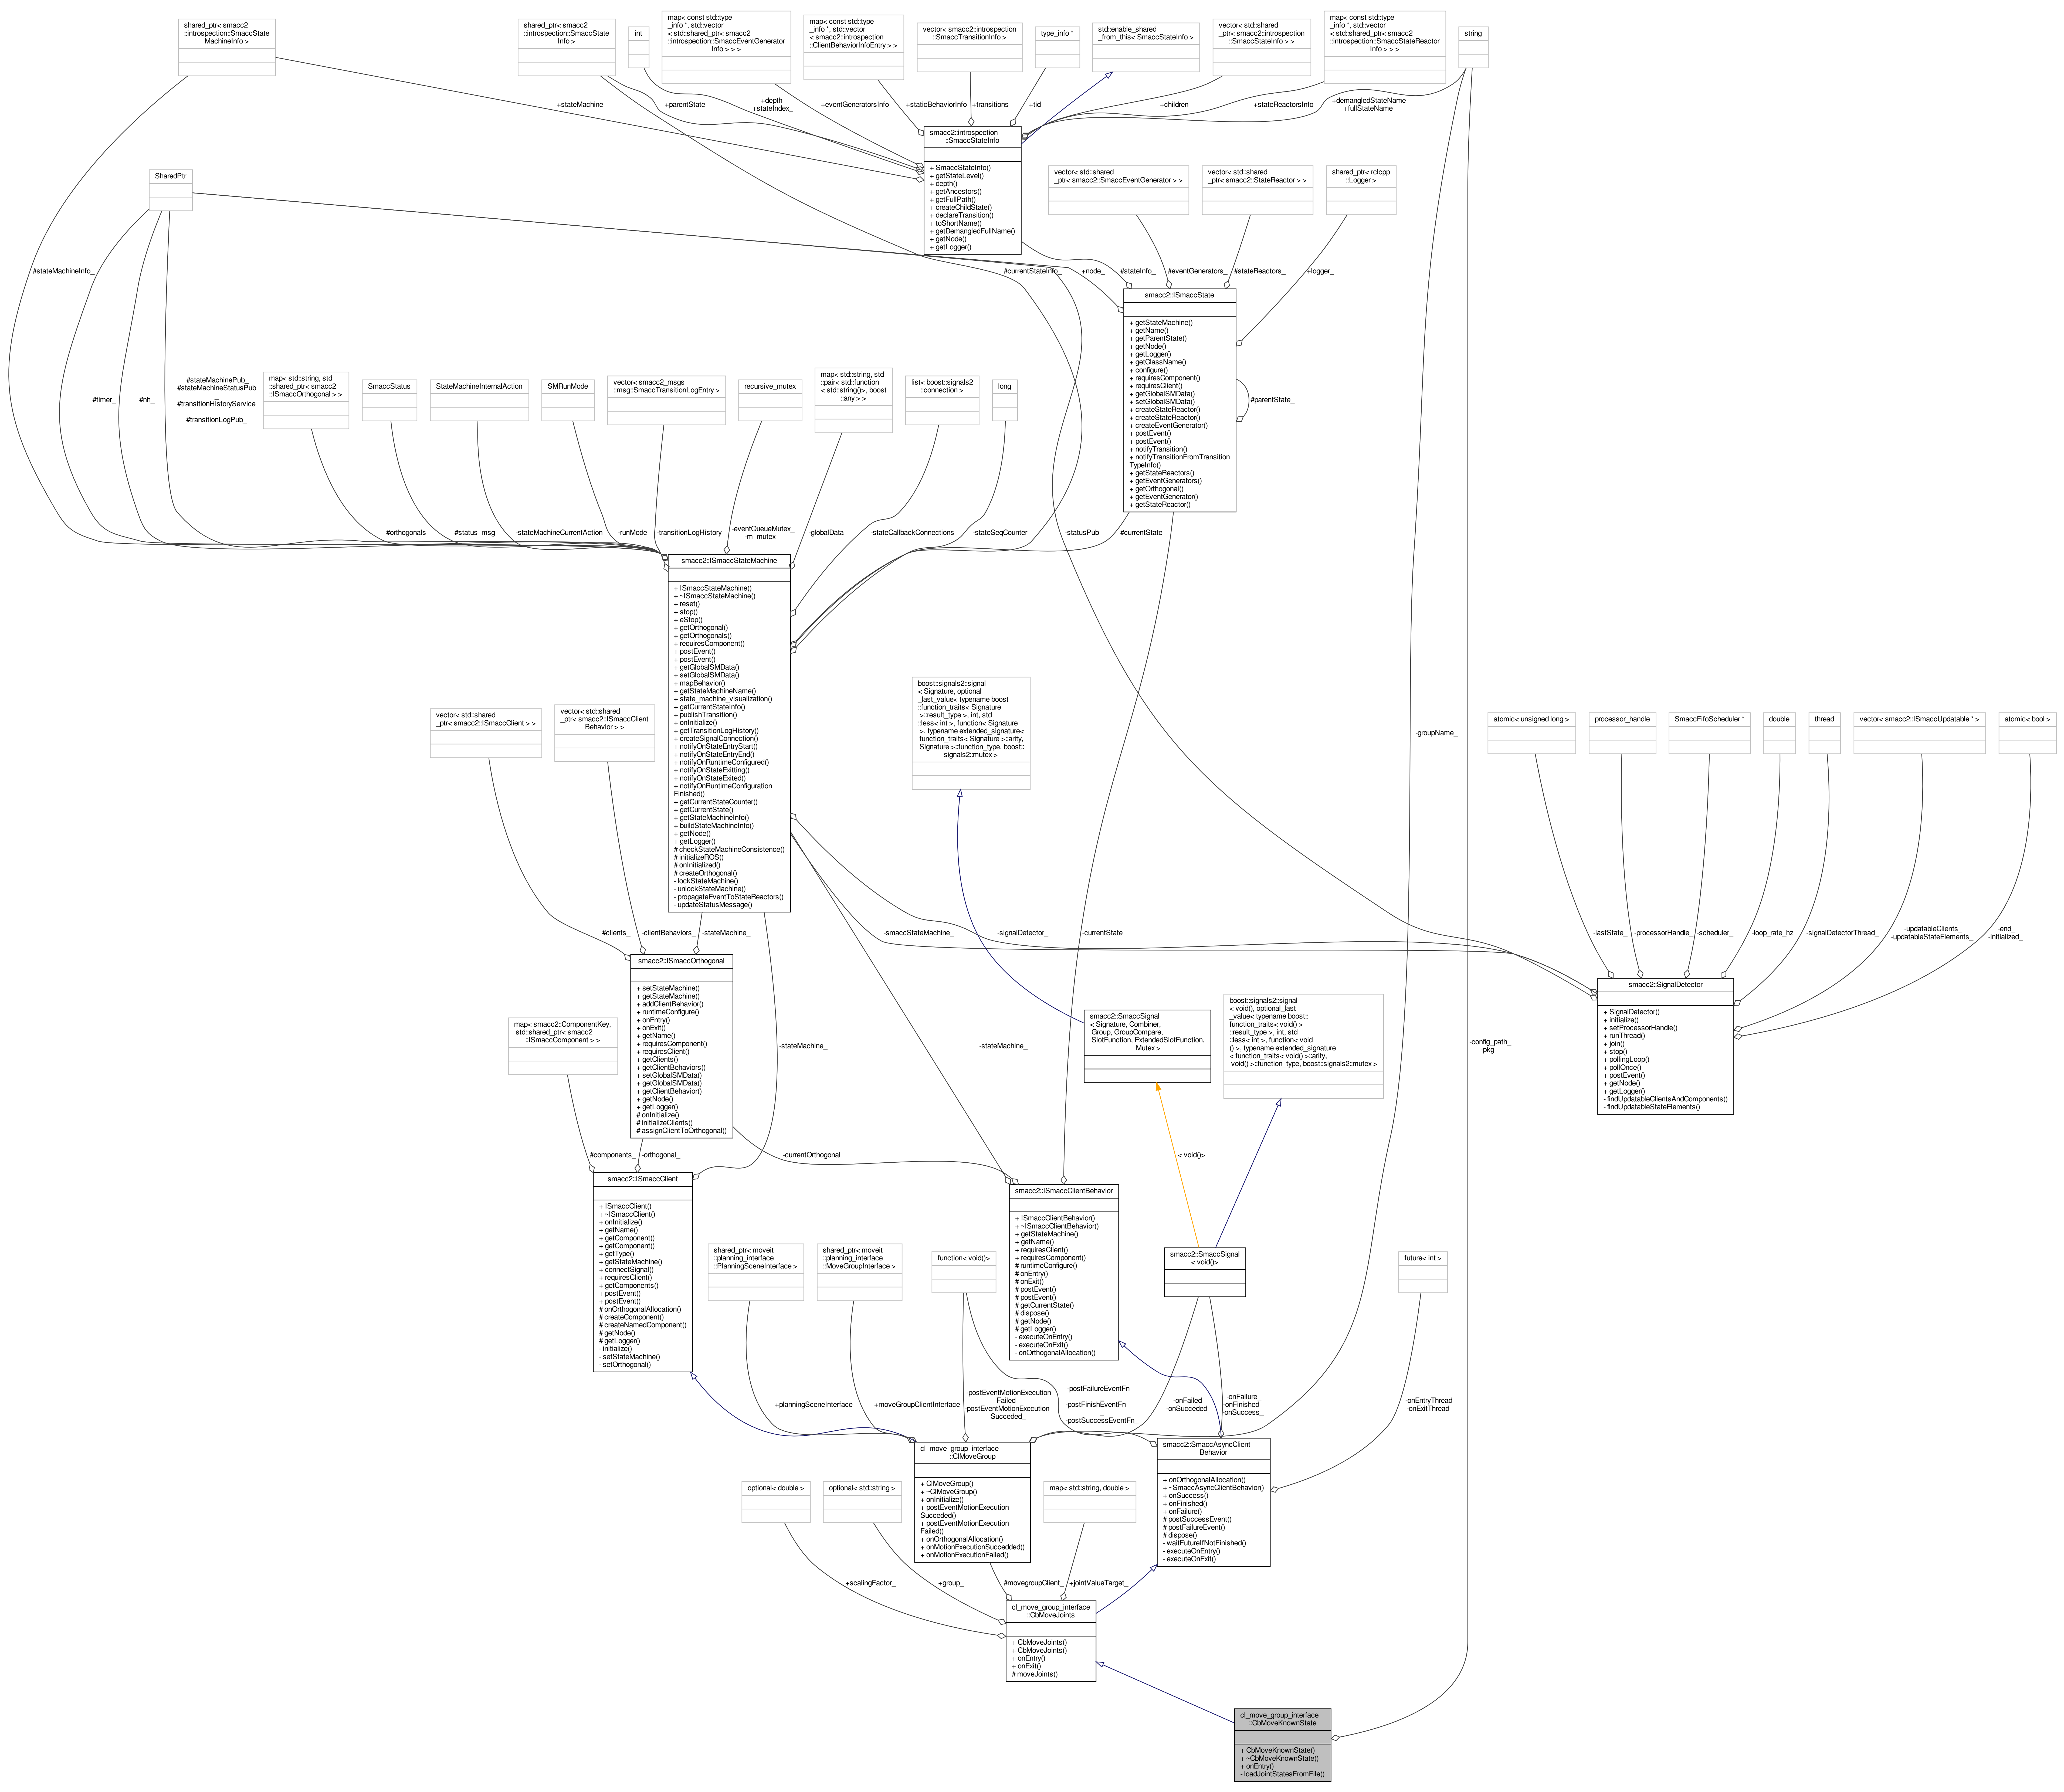 shared_ptr< smacc2
::introspection::SmaccState
MachineInfo >
shared_ptr< smacc2
::introspection::SmaccState
Info >
int
map< const std::type
_info *, std::vector
< std::shared_ptr< smacc2
::introspection::SmaccEventGenerator
Info > > >
map< const std::type
_info *, std::vector
< smacc2::introspection
::ClientBehaviorInfoEntry > >
vector< smacc2::introspection
::SmaccTransitionInfo >
type_info *
std::enable_shared
_from_this< SmaccStateInfo >
vector< std::shared
_ptr< smacc2::introspection
::SmaccStateInfo > >
map< const std::type
_info *, std::vector
< std::shared_ptr< smacc2
::introspection::SmaccStateReactor
Info > > >
string
+stateMachine_
+parentState_
+depth_
+stateIndex_
+eventGeneratorsInfo
+staticBehaviorInfo
+transitions_
+tid_
+children_
+stateReactorsInfo
+demangledStateName
+fullStateName
smacc2::introspection
::SmaccStateInfo
+ SmaccStateInfo()
+ getStateLevel()
+ depth()
+ getAncestors()
+ getFullPath()
+ createChildState()
+ declareTransition()
+ toShortName()
+ getDemangledFullName()
+ getNode()
+ getLogger()
SharedPtr
vector< std::shared
_ptr< smacc2::SmaccEventGenerator > >
vector< std::shared
_ptr< smacc2::StateReactor > >
shared_ptr< rclcpp
::Logger >
#stateMachineInfo_
#currentStateInfo_
+node_
#stateInfo_
#eventGenerators_
#stateReactors_
+logger_
smacc2::ISmaccState
+ getStateMachine()
+ getName()
+ getParentState()
+ getNode()
+ getLogger()
+ getClassName()
+ configure()
+ requiresComponent()
+ requiresClient()
+ getGlobalSMData()
+ setGlobalSMData()
+ createStateReactor()
+ createStateReactor()
+ createEventGenerator()
+ postEvent()
+ postEvent()
+ notifyTransition()
+ notifyTransitionFromTransition
TypeInfo()
+ getStateReactors()
+ getEventGenerators()
+ getOrthogonal()
+ getEventGenerator()
+ getStateReactor()
#parentState_
#timer_
#nh_
#stateMachinePub_
#stateMachineStatusPub
_
#transitionHistoryService
_
#transitionLogPub_
map< std::string, std
::shared_ptr< smacc2
::ISmaccOrthogonal > >
SmaccStatus
StateMachineInternalAction
SMRunMode
vector< smacc2_msgs
::msg::SmaccTransitionLogEntry >
recursive_mutex
map< std::string, std
::pair< std::function
< std::string()>, boost
::any > >
list< boost::signals2
::connection >
long
#orthogonals_
#status_msg_
-stateMachineCurrentAction
-runMode_
-transitionLogHistory_
-eventQueueMutex_
-m_mutex_
-globalData_
-stateCallbackConnections
-stateSeqCounter_
-statusPub_
#currentState_
smacc2::ISmaccStateMachine
+ ISmaccStateMachine()
+ ~ISmaccStateMachine()
+ reset()
+ stop()
+ eStop()
+ getOrthogonal()
+ getOrthogonals()
+ requiresComponent()
+ postEvent()
+ postEvent()
+ getGlobalSMData()
+ setGlobalSMData()
+ mapBehavior()
+ getStateMachineName()
+ state_machine_visualization()
+ getCurrentStateInfo()
+ publishTransition()
+ onInitialize()
+ getTransitionLogHistory()
+ createSignalConnection()
+ notifyOnStateEntryStart()
+ notifyOnStateEntryEnd()
+ notifyOnRuntimeConfigured()
+ notifyOnStateExitting()
+ notifyOnStateExited()
+ notifyOnRuntimeConfiguration
Finished()
+ getCurrentStateCounter()
+ getCurrentState()
+ getStateMachineInfo()
+ buildStateMachineInfo()
+ getNode()
+ getLogger()
# checkStateMachineConsistence()
# initializeROS()
# onInitialized()
# createOrthogonal()
- lockStateMachine()
- unlockStateMachine()
- propagateEventToStateReactors()
- updateStatusMessage()
vector< std::shared
_ptr< smacc2::ISmaccClient > >
vector< std::shared
_ptr< smacc2::ISmaccClient
Behavior > >
boost::signals2::signal
< Signature, optional
_last_value< typename boost
::function_traits< Signature
>::result_type >, int, std
::less< int >, function< Signature
>, typename extended_signature<
function_traits< Signature >::arity,
Signature >::function_type, boost::
signals2::mutex >
-groupName_
atomic< unsigned long >
processor_handle
SmaccFifoScheduler *
double
thread
vector< smacc2::ISmaccUpdatable * >
atomic< bool >
#clients_
-clientBehaviors_
-stateMachine_
-smaccStateMachine_
-signalDetector_
-currentState
-lastState_
-processorHandle_
-scheduler_
-loop_rate_hz
-signalDetectorThread_
-updatableClients_
-updatableStateElements_
-end_
-initialized_
smacc2::ISmaccOrthogonal
+ setStateMachine()
+ getStateMachine()
+ addClientBehavior()
+ runtimeConfigure()
+ onEntry()
+ onExit()
+ getName()
+ requiresComponent()
+ requiresClient()
+ getClients()
+ getClientBehaviors()
+ setGlobalSMData()
+ getGlobalSMData()
+ getClientBehavior()
+ getNode()
+ getLogger()
# onInitialize()
# initializeClients()
# assignClientToOrthogonal()
smacc2::SignalDetector
+ SignalDetector()
+ initialize()
+ setProcessorHandle()
+ runThread()
+ join()
+ stop()
+ pollingLoop()
+ pollOnce()
+ postEvent()
+ getNode()
+ getLogger()
- findUpdatableClientsAndComponents()
- findUpdatableStateElements()
map< smacc2::ComponentKey,
std::shared_ptr< smacc2
::ISmaccComponent > >
-stateMachine_
-stateMachine_
smacc2::SmaccSignal
< Signature, Combiner,
Group, GroupCompare,
SlotFunction, ExtendedSlotFunction,
Mutex >
boost::signals2::signal
< void(), optional_last
_value< typename boost::
function_traits< void()>
::result_type >, int, std
::less< int >, function< void
() >, typename extended_signature
< function_traits< void() >::arity,
void() >::function_type, boost::signals2::mutex >
-config_path_
-pkg_
#components_
-orthogonal_
-currentOrthogonal
< void()>
smacc2::ISmaccClient
+ ISmaccClient()
+ ~ISmaccClient()
+ onInitialize()
+ getName()
+ getComponent()
+ getComponent()
+ getType()
+ getStateMachine()
+ connectSignal()
+ requiresClient()
+ getComponents()
+ postEvent()
+ postEvent()
# onOrthogonalAllocation()
# createComponent()
# createNamedComponent()
# getNode()
# getLogger()
- initialize()
- setStateMachine()
- setOrthogonal()
smacc2::ISmaccClientBehavior
+ ISmaccClientBehavior()
+ ~ISmaccClientBehavior()
+ getStateMachine()
+ getName()
+ requiresClient()
+ requiresComponent()
# runtimeConfigure()
# onEntry()
# onExit()
# postEvent()
# postEvent()
# getCurrentState()
# dispose()
# getNode()
# getLogger()
- executeOnEntry()
- executeOnExit()
- onOrthogonalAllocation()
shared_ptr< moveit
::planning_interface
::PlanningSceneInterface >
shared_ptr< moveit
::planning_interface
::MoveGroupInterface >
function< void()>
smacc2::SmaccSignal
< void()>
future< int >
+planningSceneInterface
+moveGroupClientInterface
-postEventMotionExecution
Failed_
-postEventMotionExecution
Succeded_
-postFailureEventFn
_
-postFinishEventFn
_
-postSuccessEventFn_
-onFailed_
-onSucceded_
-onFailure_
-onFinished_
-onSuccess_
-onEntryThread_
-onExitThread_
cl_move_group_interface
::ClMoveGroup
+ ClMoveGroup()
+ ~ClMoveGroup()
+ onInitialize()
+ postEventMotionExecution
Succeded()
+ postEventMotionExecution
Failed()
+ onOrthogonalAllocation()
+ onMotionExecutionSuccedded()
+ onMotionExecutionFailed()
smacc2::SmaccAsyncClient
Behavior
+ onOrthogonalAllocation()
+ ~SmaccAsyncClientBehavior()
+ onSuccess()
+ onFinished()
+ onFailure()
# postSuccessEvent()
# postFailureEvent()
# dispose()
- waitFutureIfNotFinished()
- executeOnEntry()
- executeOnExit()
optional< double >
optional< std::string >
map< std::string, double >
+scalingFactor_
+group_
#movegroupClient_
+jointValueTarget_
cl_move_group_interface
::CbMoveJoints
+ CbMoveJoints()
+ CbMoveJoints()
+ onEntry()
+ onExit()
# moveJoints()
cl_move_group_interface
::CbMoveKnownState
+ CbMoveKnownState()
+ ~CbMoveKnownState()
+ onEntry()
- loadJointStatesFromFile()